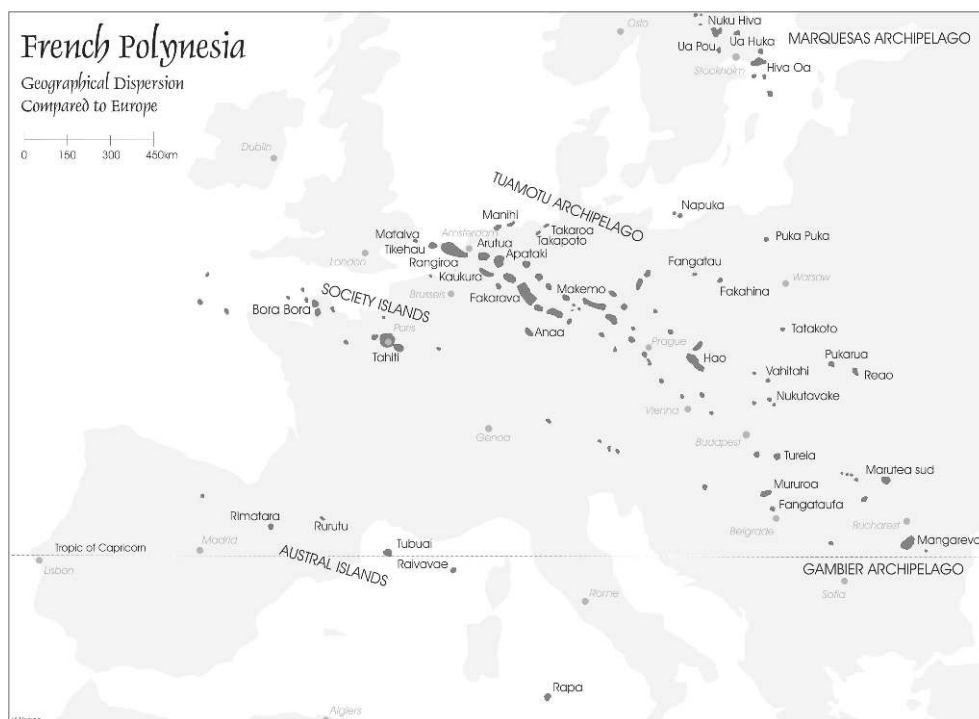 French Polynesia
Geographical Dispersion
Compared to Europe
0 150 300 450km
Oslo
Nuku Hiva
Ua Pou
Ua Huka
MARQUESAS ARCHIPELAGO
Stockholm
Hiva Oa
Dublin
TUAMOTU ARCHIPELAGO
Napuka
Manihi
Takaroa
Takapoto
Puka Puka
Mataiva
Amsterdam
Tikehau
Arutua
Apataki
London
Rangiroa
Kaukura
Fangatau
Fakahina
Warsaw
Makemo
Brussels
Fakarava
SOCIETY ISLANDS
Bora Bora
Paris
Anaa
Tatakoto
Prague
Tahiti
Hao
Pukarua
Reao
Vahitahi
Nukutavake
Vienna
Genoa
Budapest
Tureia
Marutea sud
Mururoa
Fangataufa
Rimatara
Rurutu
Belgrade
Bucharest
Madrid
Tropic of Capricorn
Tubuai
Mangareva
Lisbon
AUSTRAL ISLANDS
Raivavae
GAMBIER ARCHIPELAGO
Sofia
Rome
Rapa
Algiers